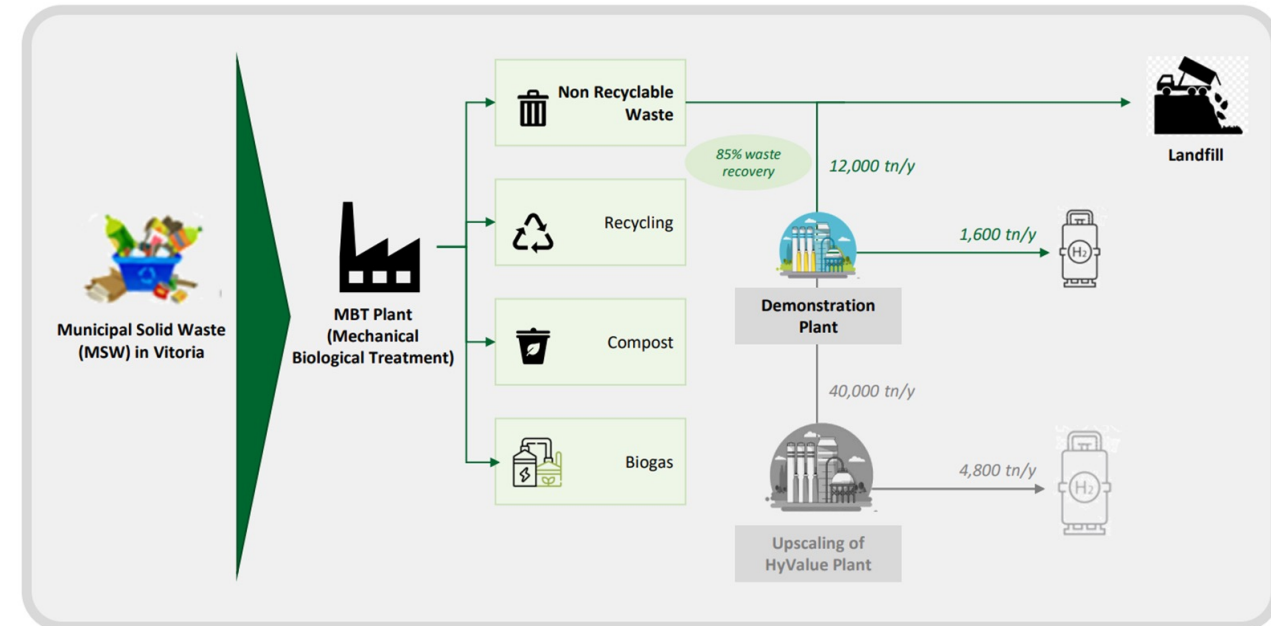 Municipal Solid Waste
(MSW) in Vitoria
MBT Plant
(Mechanical
Biological Treatment)
Non Recyclable
Waste
Recycling
Compost
Biogas
85% waste
recovery
12,000 tn/y
Landfill
1,600 tn/y
H2
Demonstration
Plant
40,000 tn/y
4,800 tn/y
H2
Upscaling of
HyValue Plant